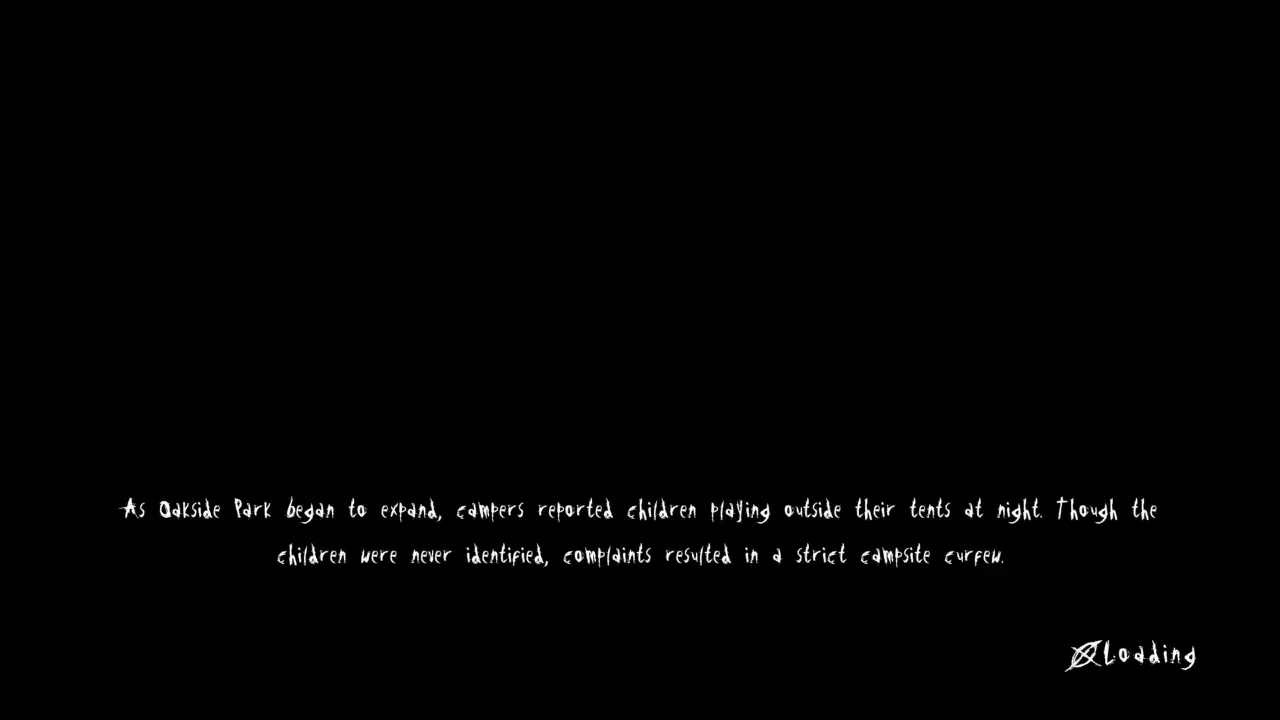 As Oakside Park began to expand, campers reported children playing outside their tents at night. Though the
children were never identified, complaints resulted in a strict campsite curfew.
Loading